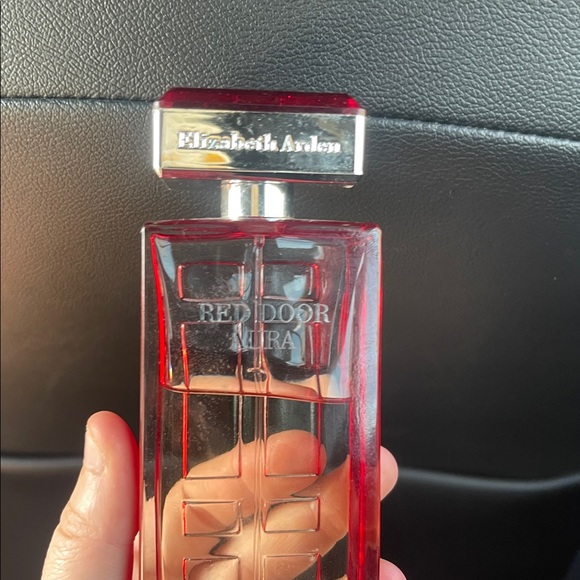 Elizabeth Arden
RED DOOR
AURA